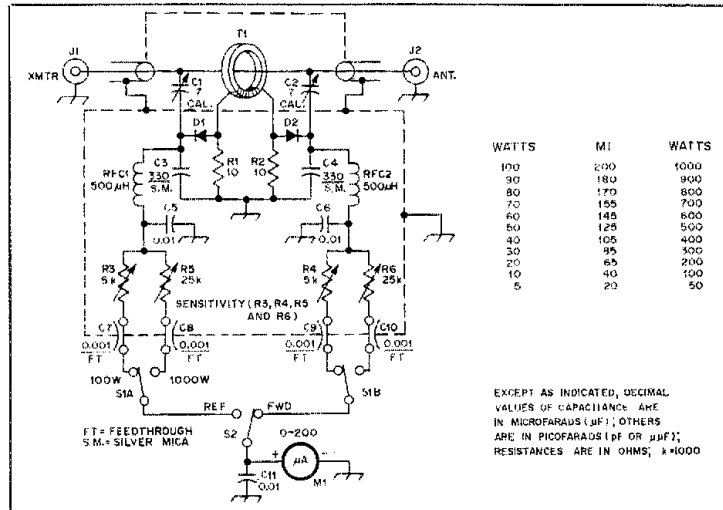 J1
T1
J2
XMTR
ANT.
C1
7
CAL.
C2
7
CAL.
D1
D2
C3
330
S.M.
R1
10
R2
10
C4
330
S.M.
RFC1
500µH
RFC2
500µH
C5
0.01
C6
0.01
R3
5k
R5
25k
R4
5k
R6
25k
SENSITIVITY (R3, R4, R5
AND R6)
C7
0.001
FT
C8
0.001
FT
C9
0.001
FT
C10
0.001
FT
100W
1000W
S1A
S1B
REF
FWD
S2
0-200
FT= FEEDTHROUGH
S.M.= SILVER MICA
+
µA
-
M1
C11
0.01
WATTS M1 WATTS
100 200 1000
90 180 900
80 170 800
70 155 700
60 145 600
50 125 500
40 105 400
30 85 300
20 65 200
10 40 100
5 20 50
EXCEPT AS INDICATED, DECIMAL
VALUES OF CAPACITANCE ARE
IN MICROFARADS (µF); OTHERS
ARE IN PICOFARADS (pF OR µµF);
RESISTANCES ARE IN OHMS; k=1000